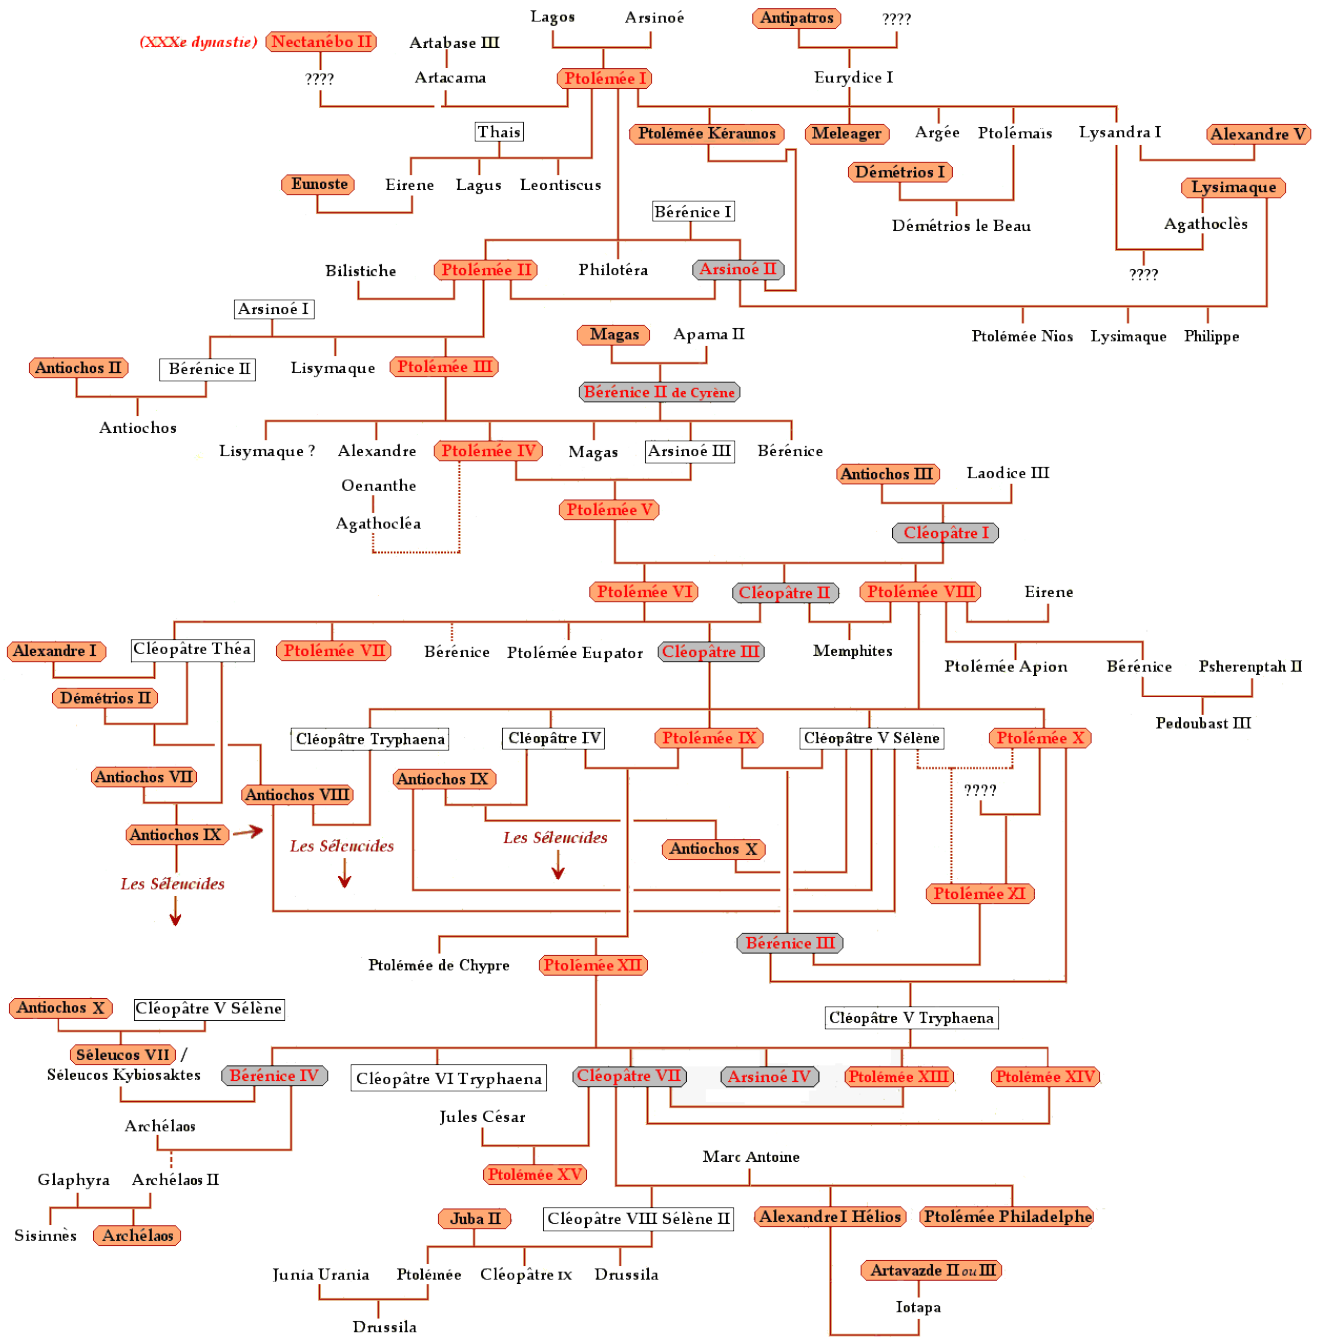 Lagos Arsinoé Antipatros ????
(XXXe dynastie) Nectanébo II Artabase III
???? Artacama Ptolémée I Eurydice I
Thais Ptolémée Kéraunos Meleager Argée Ptolémaïs Lysandra I Alexandre V
Eunoste Eirene Lagus Leontiscus Démétrios I Lysimaque
Bérénice I Démétrios le Beau Agathoclès
Bilistiche Ptolémée II Philotéra Arsinoé II ????
Arsinoé I Magas Apama II Ptolémée Nios Lysimaque Philippe
Antiochos II Bérénice II Lisymaque Ptolémée III
Bérénice II de Cyrène
Antiochos
Lisymaque ? Alexandre Ptolémée IV Magas Arsinoé III Bérénice
Oenanthe Antiochos III Laodice III
Agathocléa Ptolémée V
Cléopâtre I
Ptolémée VI Cléopâtre II Ptolémée VIII Eirene
Alexandre I Cléopâtre Théa Ptolémée VII Bérénice Ptolémée Eupator Cléopâtre III Memphites
Ptolémée Apion Bérénice Psherenptah II
Démétrios II
Pedoubast III
Cléopâtre Tryphaena Cléopâtre IV Ptolémée IX Cléopâtre V Sélène Ptolémée X
Antiochos VII Antiochos VIII Antiochos IX ????
Antiochos IX Les Séleucides Les Séleucides Antiochos X
Les Séleucides Ptolémée XI
Bérénice III
Ptolémée de Chypre Ptolémée XII
Antiochos X Cléopâtre V Sélène Cléopâtre V Tryphaena
Séleucos VII /
Séleucos Kybiosaktes Bérénice IV Cléopâtre VI Tryphaena Cléopâtre VII Arsinoé IV Ptolémée XIII Ptolémée XIV
Archélaos Jules César
Marc Antoine
Glaphyra Archélaos II Ptolémée XV
Sisinnès Archélaos Juba II Cléopâtre VIII Sélène II Alexandre I Hélios Ptolémée Philadelphe
Junia Urania Ptolémée Cléopâtre IX Drussila Artavazde II ou III
Iotapa
Drussila